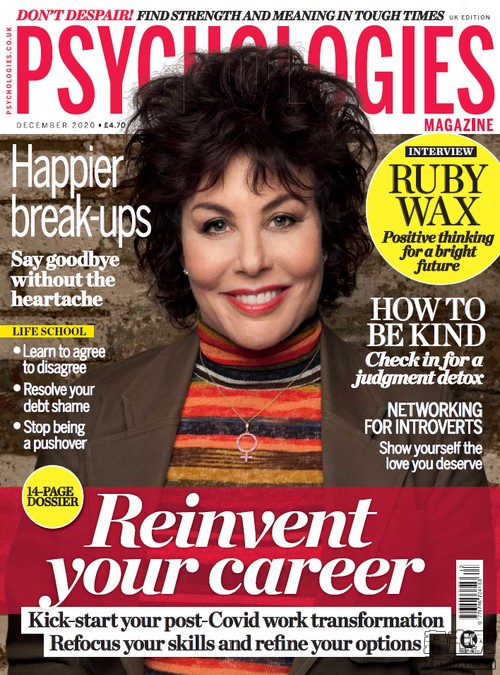 DON'T DESPAIR! FIND STRENGTH AND MEANING IN TOUGH TIMES UK EDITION
PSYCHOLOGIES.CO.UK
PSYCHOLOGIES
DECEMBER 2020 • £4.70
MAGAZINE
Happier
break-ups
Say goodbye
without the
heartache
INTERVIEW
RUBY
WAX
Positive thinking
for a bright
future
LIFE SCHOOL
• Learn to agree
to disagree
• Resolve your
debt shame
• Stop being
a pushover
HOW TO
BE KIND
Check in for a
judgment detox
NETWORKING
FOR INTROVERTS
Show yourself the
love you deserve
14-PAGE
DOSSIER
Reinvent
your career
Kick-start your post-Covid work transformation
Refocus your skills and refine your options